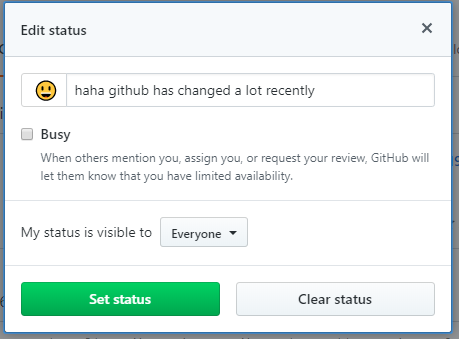 Edit status
haha github has changed a lot recently
Busy
When others mention you, assign you, or request your review, GitHub will
let them know that you have limited availability.
My status is visible to Everyone
Set status Clear status